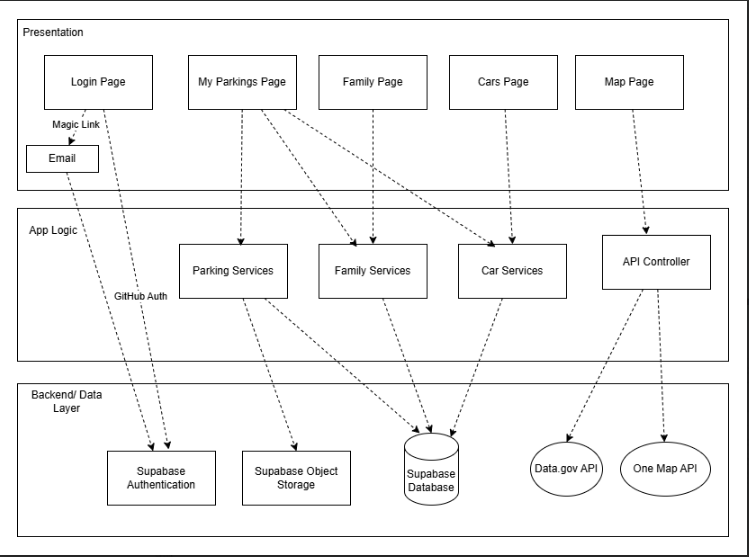 Presentation
Login Page
My Parkings Page
Family Page
Cars Page
Map Page
Magic Link
Email
App Logic
Parking Services
Family Services
Car Services
API Controller
GitHub Auth
Backend/ Data
Layer
Supabase
Authentication
Supabase Object
Storage
Supabase
Database
Data.gov API
One Map API